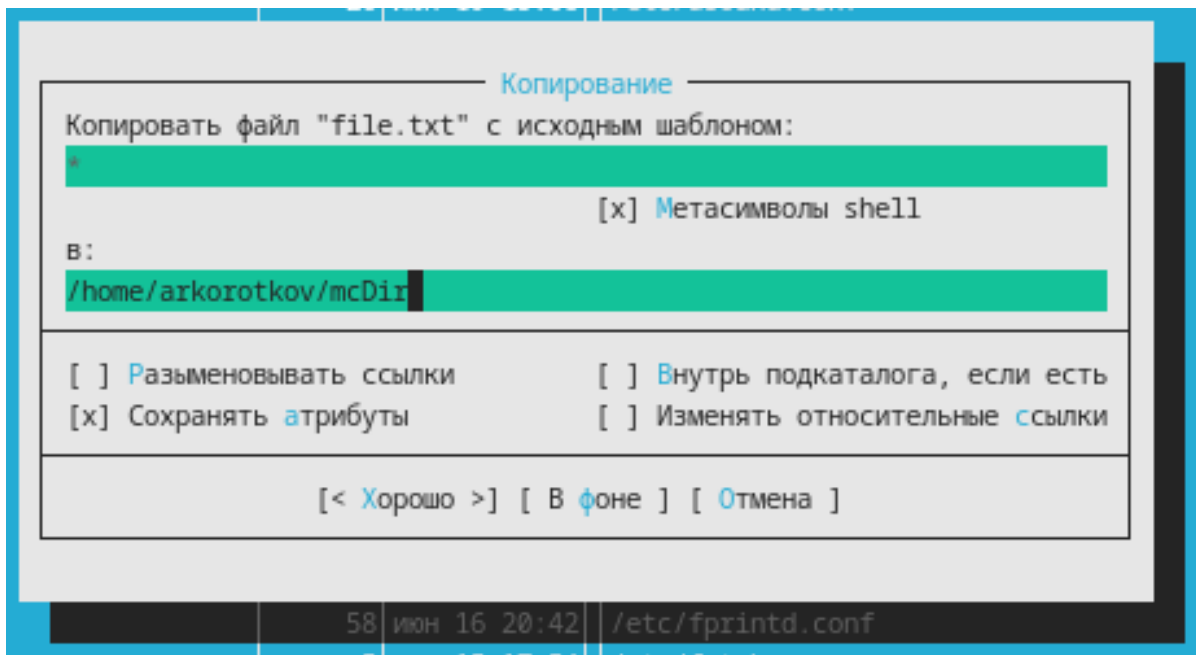 Копирование
Копировать файл "file.txt" с исходным шаблоном:
*
[x] Метасимволы shell
в:
/home/arkorotkov/mcDir
[ ] Разыменовывать ссылки [ ] Внутрь подкаталога, если есть
[x] Сохранять атрибуты [ ] Изменять относительные ссылки
[< Хорошо >] [ В фоне ] [ Отмена ]
58 июн 16 20:42 /etc/fprintd.conf